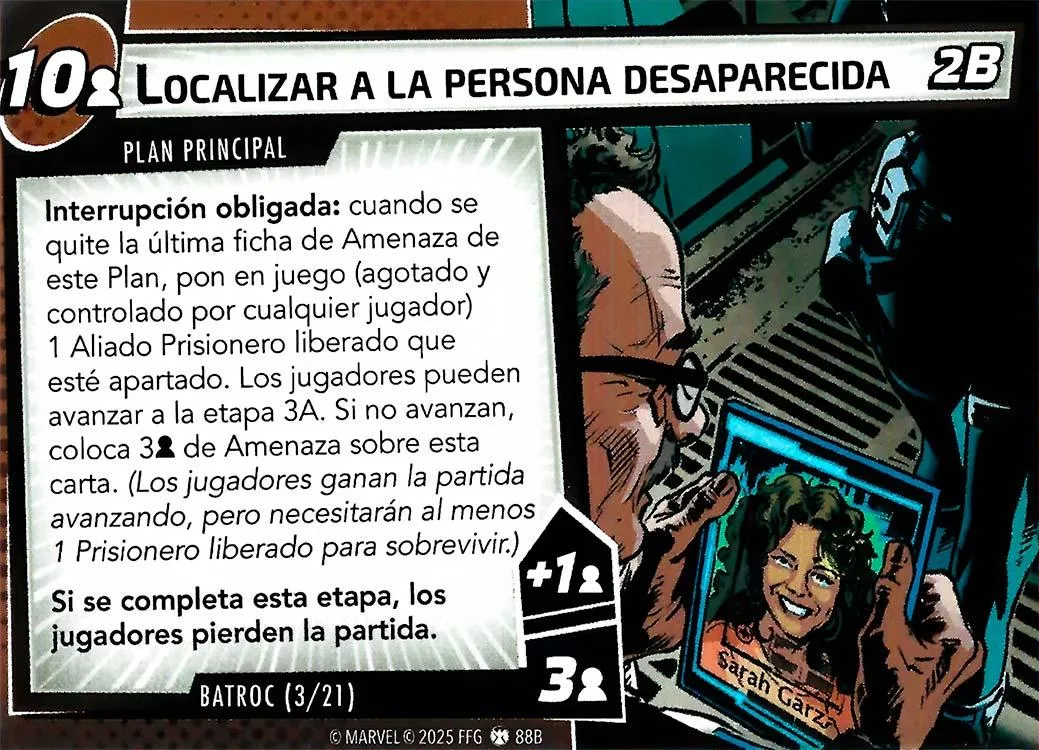 10
LOCALIZAR A LA PERSONA DESAPARECIDA
2B
PLAN PRINCIPAL
Interrupción obligada: cuando se
quite la última ficha de Amenaza de
este Plan, pon en juego (agotado y
controlado por cualquier jugador)
1 Aliado Prisionero liberado que
esté apartado. Los jugadores pueden
avanzar a la etapa 3A. Si no avanzan,
coloca 3 de Amenaza sobre esta
carta. (Los jugadores ganan la partida
avanzando, pero necesitarán al menos
1 Prisionero liberado para sobrevivir.)
Si se completa esta etapa, los
jugadores pierden la partida.
+1
3
Sarah Garza
BATROC (3/21)
© MARVEL © 2025 FFG 88B